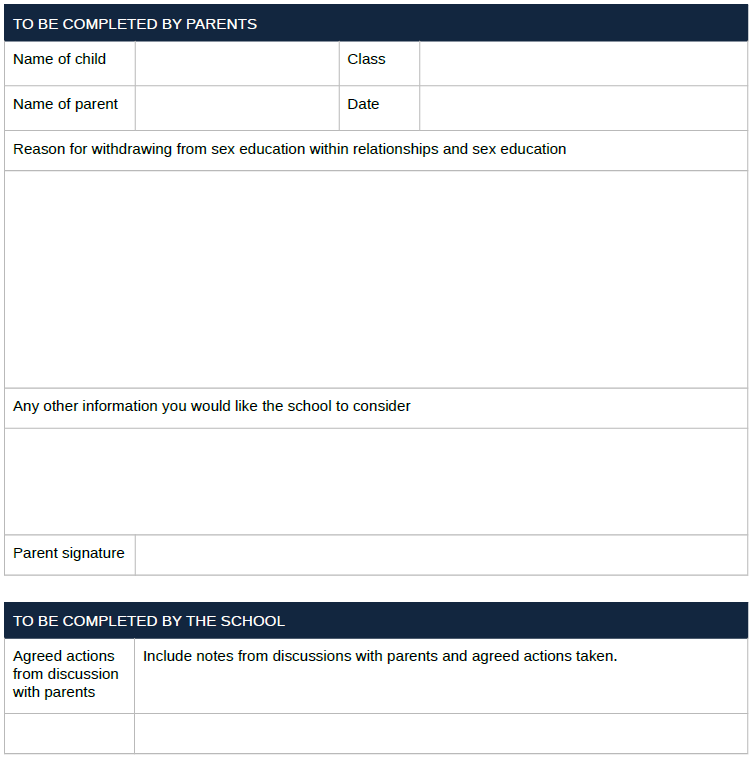 TO BE COMPLETED BY PARENTS
Name of child
Class
Name of parent
Date
Reason for withdrawing from sex education within relationships and sex education
Any other information you would like the school to consider
Parent signature
TO BE COMPLETED BY THE SCHOOL
Agreed actions
from discussion
with parents
Include notes from discussions with parents and agreed actions taken.